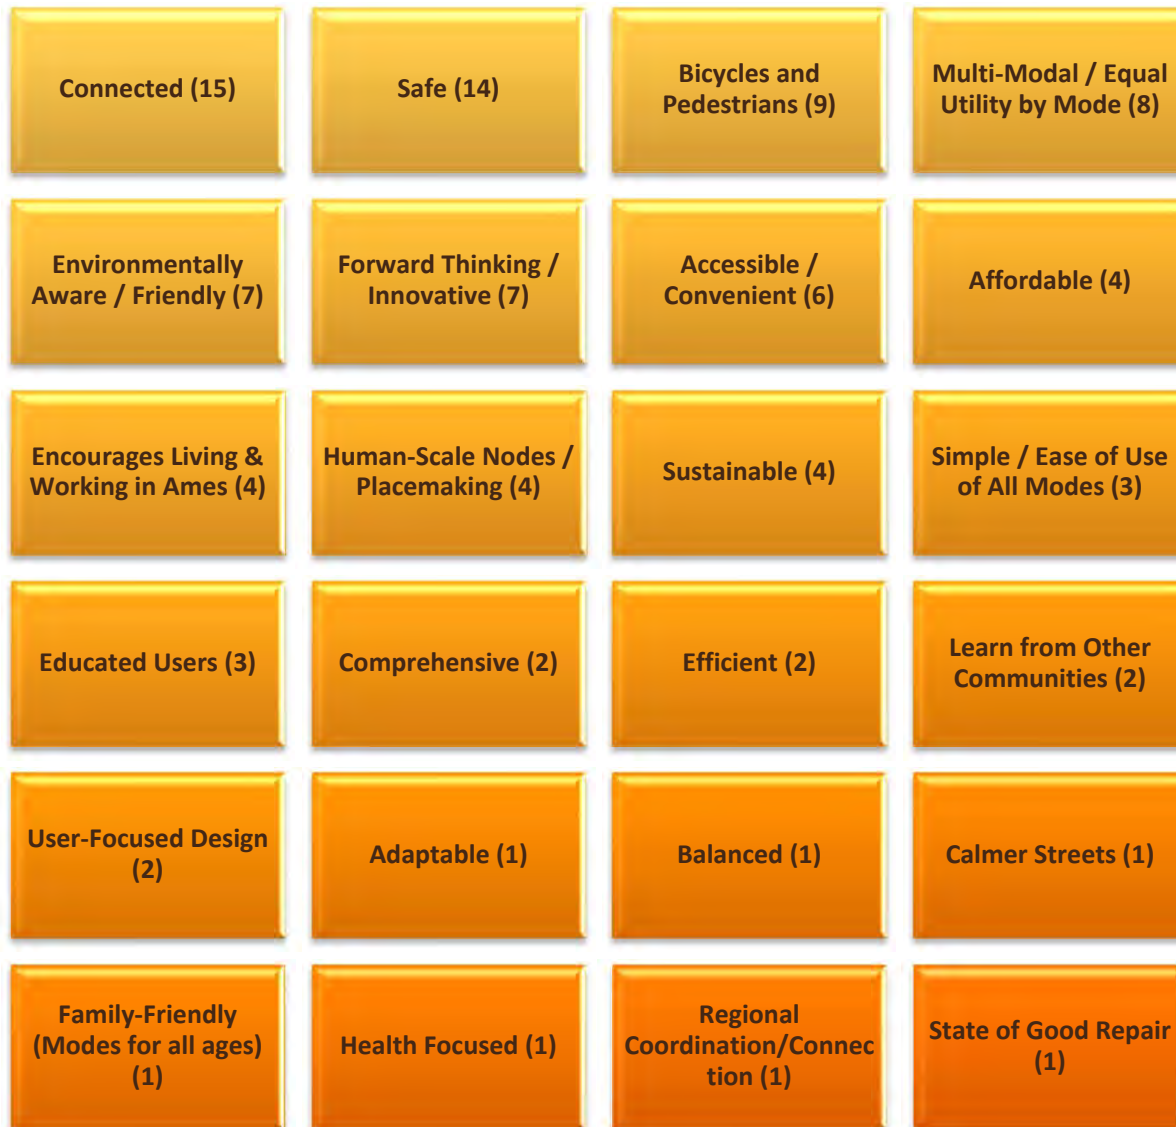 Connected (15)
Safe (14)
Bicycles and
Pedestrians (9)
Multi-Modal / Equal
Utility by Mode (8)
Environmentally
Aware / Friendly (7)
Forward Thinking /
Innovative (7)
Accessible /
Convenient (6)
Affordable (4)
Encourages Living &
Working in Ames (4)
Human-Scale Nodes /
Placemaking (4)
Sustainable (4)
Simple / Ease of Use
of All Modes (3)
Educated Users (3)
Comprehensive (2)
Efficient (2)
Learn from Other
Communities (2)
User-Focused Design
(2)
Adaptable (1)
Balanced (1)
Calmer Streets (1)
Family-Friendly
(Modes for all ages)
(1)
Health Focused (1)
Regional
Coordination/Connec
tion (1)
State of Good Repair
(1)